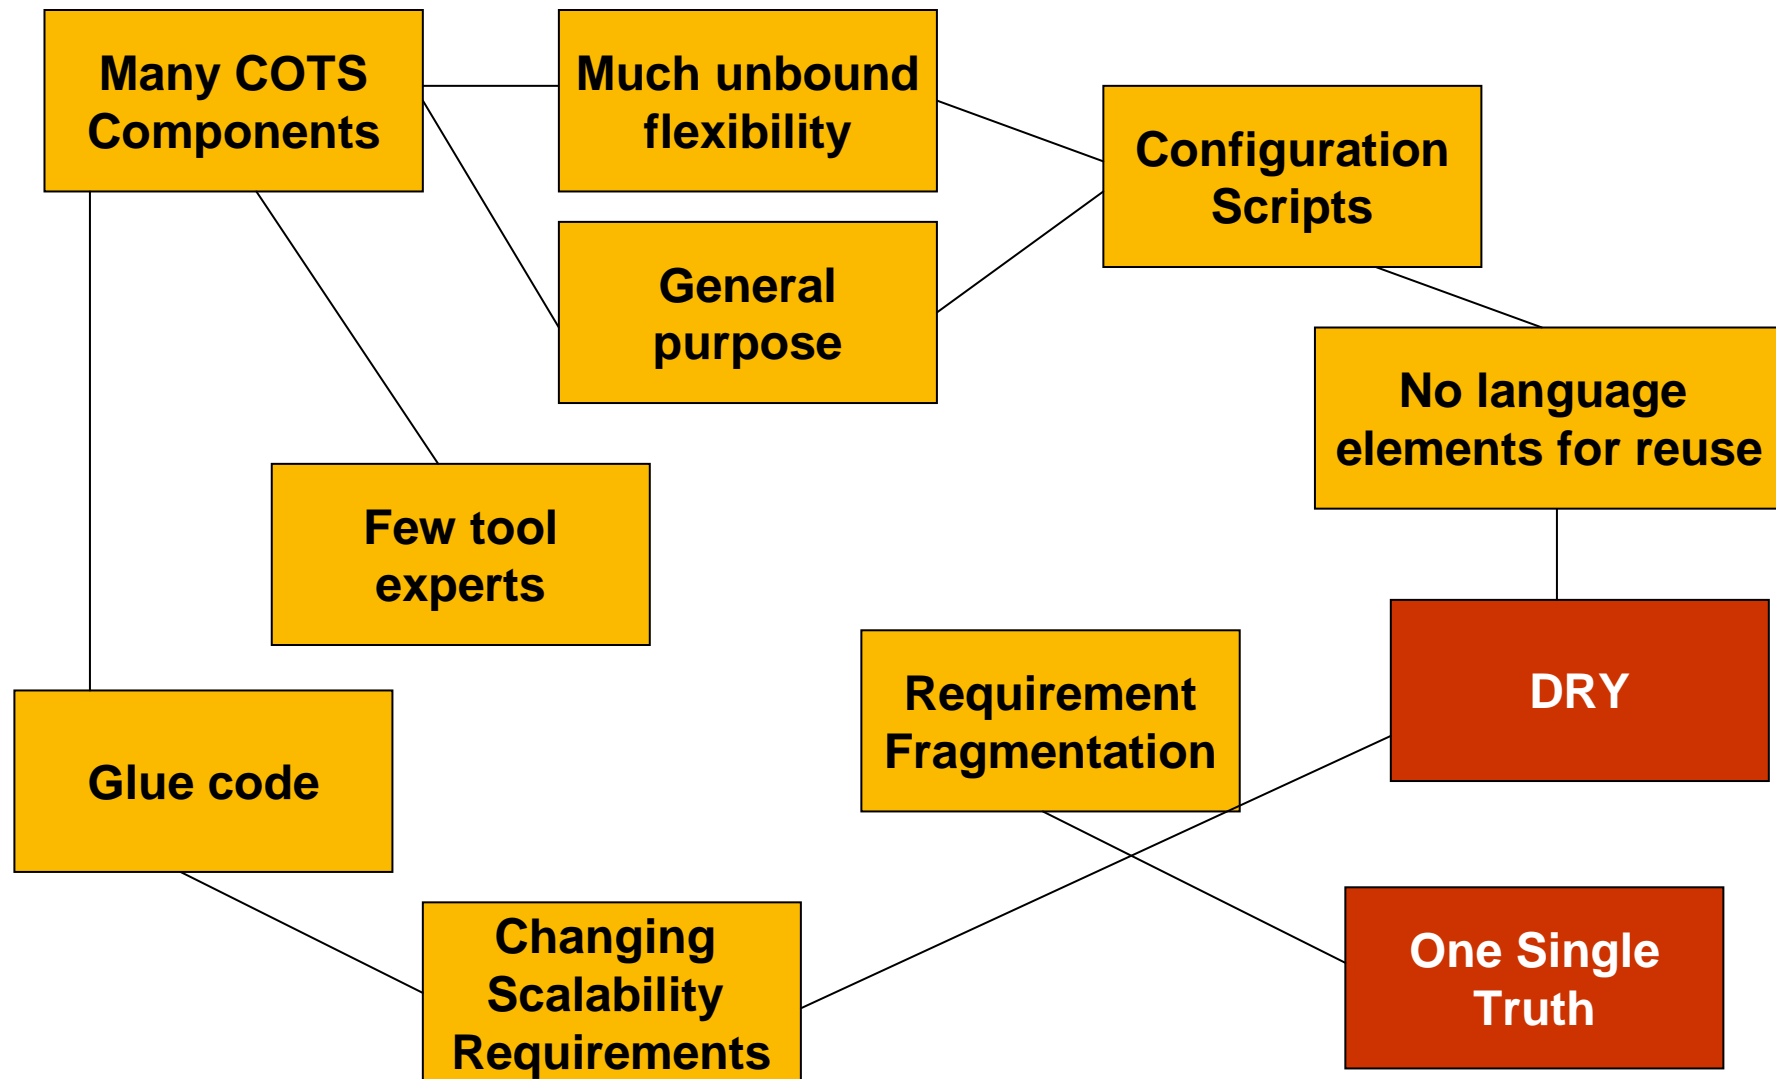 Many COTS
Components
Much unbound
flexibility
Configuration
Scripts
General
purpose
No language
elements for reuse
Few tool
experts
DRY
Requirement
Fragmentation
Glue code
Changing
Scalability
Requirements
One Single
Truth